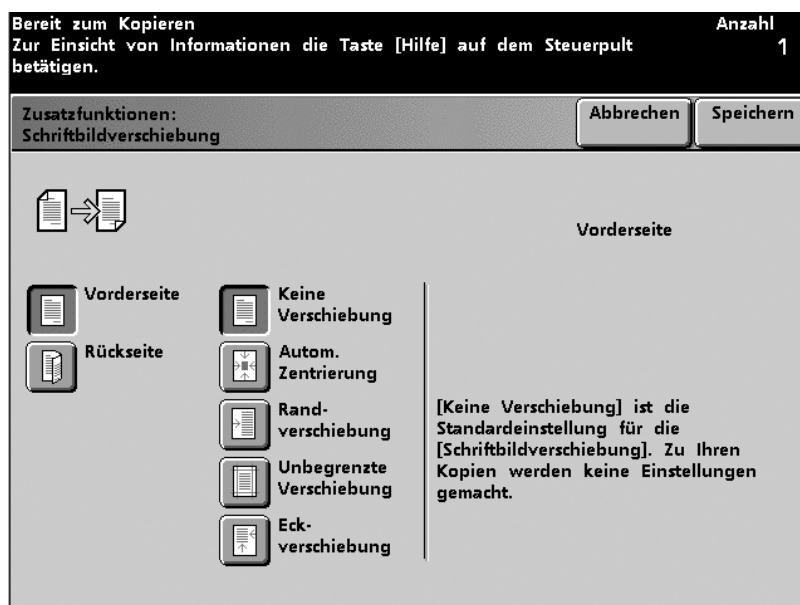 Bereit zum Kopieren
Anzahl
Zur Einsicht von Informationen die Taste [Hilfe] auf dem Steuerpult
1
betätigen.
Zusatzfunktionen:
Schriftbildverschiebung
Abbrechen
Speichern
Vorderseite
Vorderseite
Rückseite
Keine
Verschiebung
Autom.
Zentrierung
Rand-
verschiebung
Unbegrenzte
Verschiebung
Eck-
verschiebung
[Keine Verschiebung] ist die
Standardeinstellung für die
[Schriftbildverschiebung]. Zu Ihren
Kopien werden keine Einstellungen
gemacht.